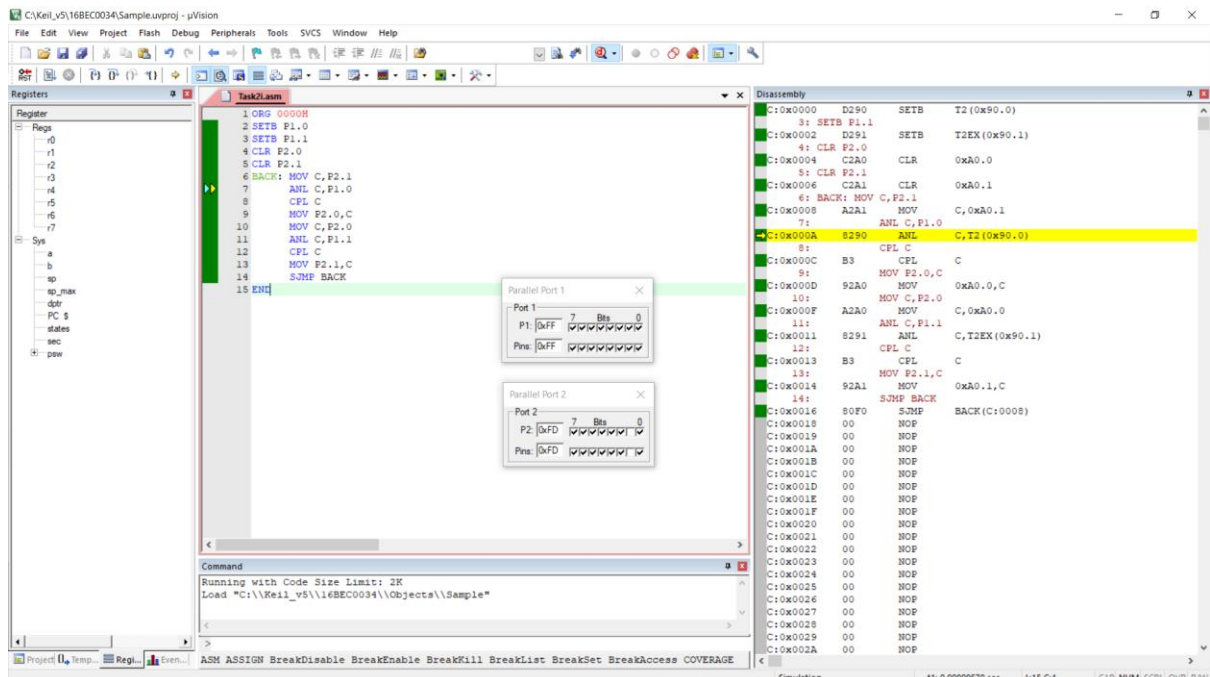 C:\Keil_v5\16BEC0034\Sample.uvproj - µVision
File Edit View Project Flash Debug Peripherals Tools SVCS Window Help
Registers
Register
Regs
r0
r1
r2
r3
r4
r5
r6
r7
Sys
a
b
sp
sp_max
dptr
PC $
states
sec
psw
Project Temp... Regi... Even...
Task2i.asm
1 ORG 0000H
2 SETB P1.0
3 SETB P1.1
4 CLR P2.0
5 CLR P2.1
6 BACK: MOV C,P2.1
7 ANL C,P1.0
8 CPL C
9 MOV P2.0,C
10 MOV C,P2.0
11 ANL C,P1.1
12 CPL C
13 MOV P2.1,C
14 SJMP BACK
15 END
Parallel Port 1
Port 1
7 Bits 0
P1: 0xFF
Pins: 0xFF
Parallel Port 2
Port 2
7 Bits 0
P2: 0xFD
Pins: 0xFD
Command
Running with Code Size Limit: 2K
Load "C:\\Keil_v5\\16BEC0034\\Objects\\Sample"
>
ASM ASSIGN BreakDisable BreakEnable BreakKill BreakList BreakSet BreakAccess COVERAGE
Disassembly
C:0x0000 D290 SETB T2(0x90.0)
3: SETB P1.1
C:0x0002 D291 SETB T2EX(0x90.1)
4: CLR P2.0
C:0x0004 C2A0 CLR 0xA0.0
5: CLR P2.1
C:0x0006 C2A1 CLR 0xA0.1
6: BACK: MOV C,P2.1
C:0x0008 A2A1 MOV C,0xA0.1
7: ANL C,P1.0
C:0x000A 8290 ANL C,T2(0x90.0)
8: CPL C
C:0x000C B3 CPL C
9: MOV P2.0,C
C:0x000D 92A0 MOV 0xA0.0,C
10: MOV C,P2.0
C:0x000F A2A0 MOV C,0xA0.0
11: ANL C,P1.1
C:0x0011 8291 ANL C,T2EX(0x90.1)
12: CPL C
C:0x0013 B3 CPL C
13: MOV P2.1,C
C:0x0014 92A1 MOV 0xA0.1,C
14: SJMP BACK
C:0x0016 80F0 SJMP BACK(C:0008)
C:0x0018 00 NOP
C:0x0019 00 NOP
C:0x001A 00 NOP
C:0x001B 00 NOP
C:0x001C 00 NOP
C:0x001D 00 NOP
C:0x001E 00 NOP
C:0x001F 00 NOP
C:0x0020 00 NOP
C:0x0021 00 NOP
C:0x0022 00 NOP
C:0x0023 00 NOP
C:0x0024 00 NOP
C:0x0025 00 NOP
C:0x0026 00 NOP
C:0x0027 00 NOP
C:0x0028 00 NOP
C:0x0029 00 NOP
C:0x002A 00 NOP